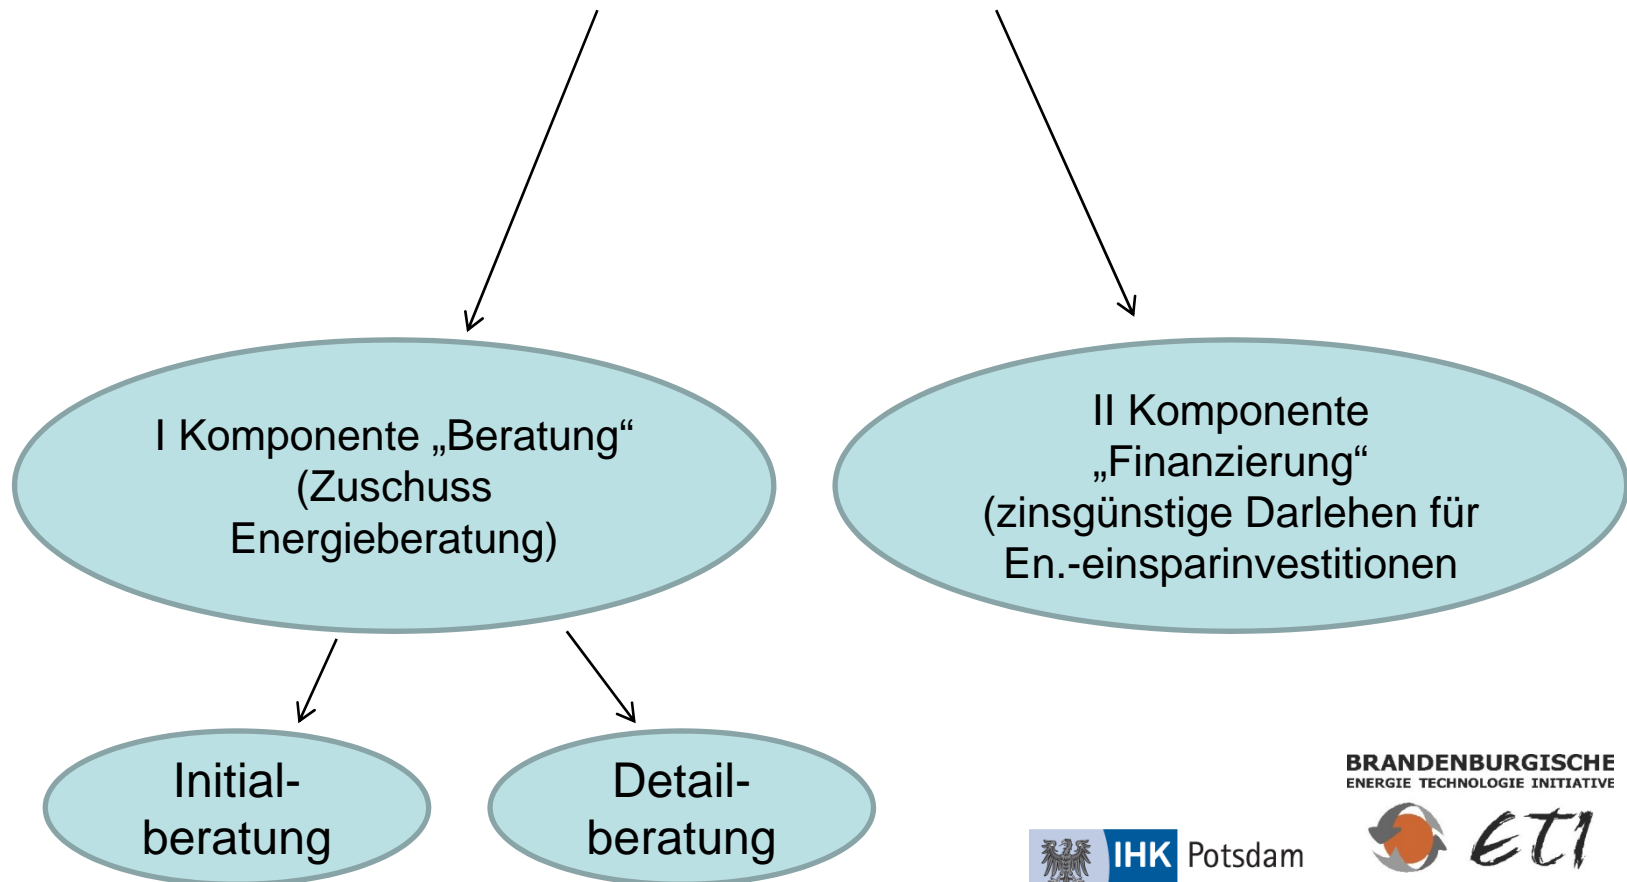 I Komponente „Beratung“
(Zuschuss
Energieberatung)
II Komponente
„Finanzierung“
(zinsgünstige Darlehen für
En.-einsparinvestitionen
Initial-
beratung
Detail-
beratung
IHK Potsdam
BRANDENBURGISCHE
ENERGIE TECHNOLOGIE INITIATIVE
ETI